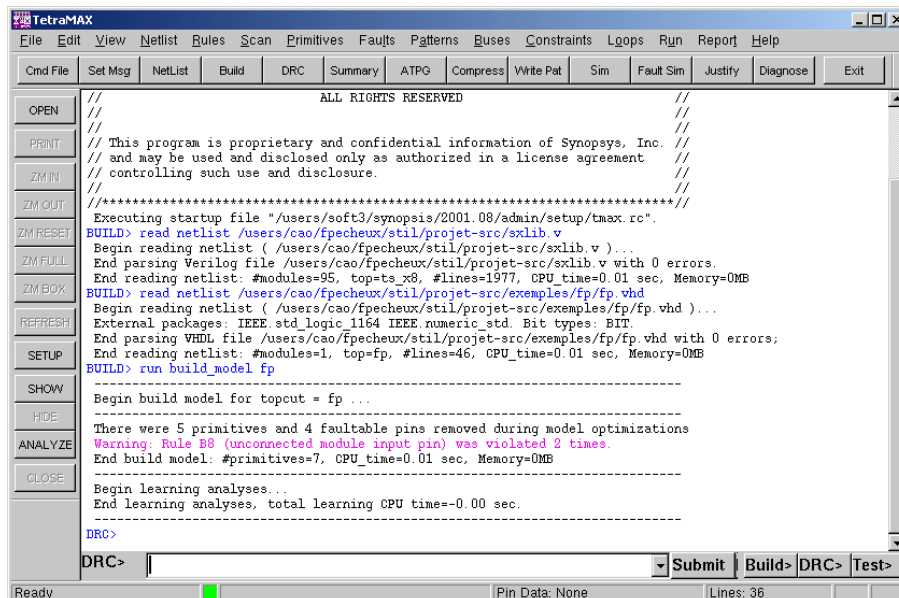 TetraMAX
File Edit View Netlist Rules Scan Primitives Faults Patterns Buses Constraints Loops Run Report Help
Cmd File Set Msg NetList Build DRC Summary ATPG Compress Write Pat Sim Fault Sim Justify Diagnose Exit
OPEN
PRINT
ZM IN
ZM OUT
ZM RESET
ZM FULL
ZM BOX
REFRESH
SETUP
SHOW
HIDE
ANALYZE
CLOSE
// ALL RIGHTS RESERVED //
// //
// //
// This program is proprietary and confidential information of Synopsys, Inc. //
// and may be used and disclosed only as authorized in a license agreement //
// controlling such use and disclosure. //
// //
//*************************************************************************//
Executing startup file "/users/soft3/synopsis/2001.08/admin/setup/tmax.rc".
BUILD> read netlist /users/cao/fpecheux/stil/projet-src/sxlib.v
Begin reading netlist ( /users/cao/fpecheux/stil/projet-src/sxlib.v )...
End parsing Verilog file /users/cao/fpecheux/stil/projet-src/sxlib.v with 0 errors.
End reading netlist: #modules=95, top=ts_x8, #lines=1977, CPU_time=0.01 sec, Memory=0MB
BUILD> read netlist /users/cao/fpecheux/stil/projet-src/exemples/fp/fp.vhd
Begin reading netlist ( /users/cao/fpecheux/stil/projet-src/exemples/fp/fp.vhd )...
External packages: IEEE.std_logic_1164 IEEE.numeric_std. Bit types: BIT.
End parsing VHDL file /users/cao/fpecheux/stil/projet-src/exemples/fp/fp.vhd with 0 errors;
End reading netlist: #modules=1, top=fp, #lines=46, CPU_time=0.01 sec, Memory=0MB
BUILD> run build_model fp
------------------------------------------------------------------------
Begin build model for topcut = fp ...
------------------------------------------------------------------------
There were 5 primitives and 4 faultable pins removed during model optimizations
Warning: Rule B8 (unconnected module input pin) was violated 2 times.
End build model: #primitives=7, CPU_time=0.01 sec, Memory=0MB
------------------------------------------------------------------------
Begin learning analyses...
End learning analyses, total learning CPU time=-0.00 sec.
------------------------------------------------------------------------
DRC>
DRC> Submit Build> DRC> Test>
Ready Pin Data: None Lines: 36